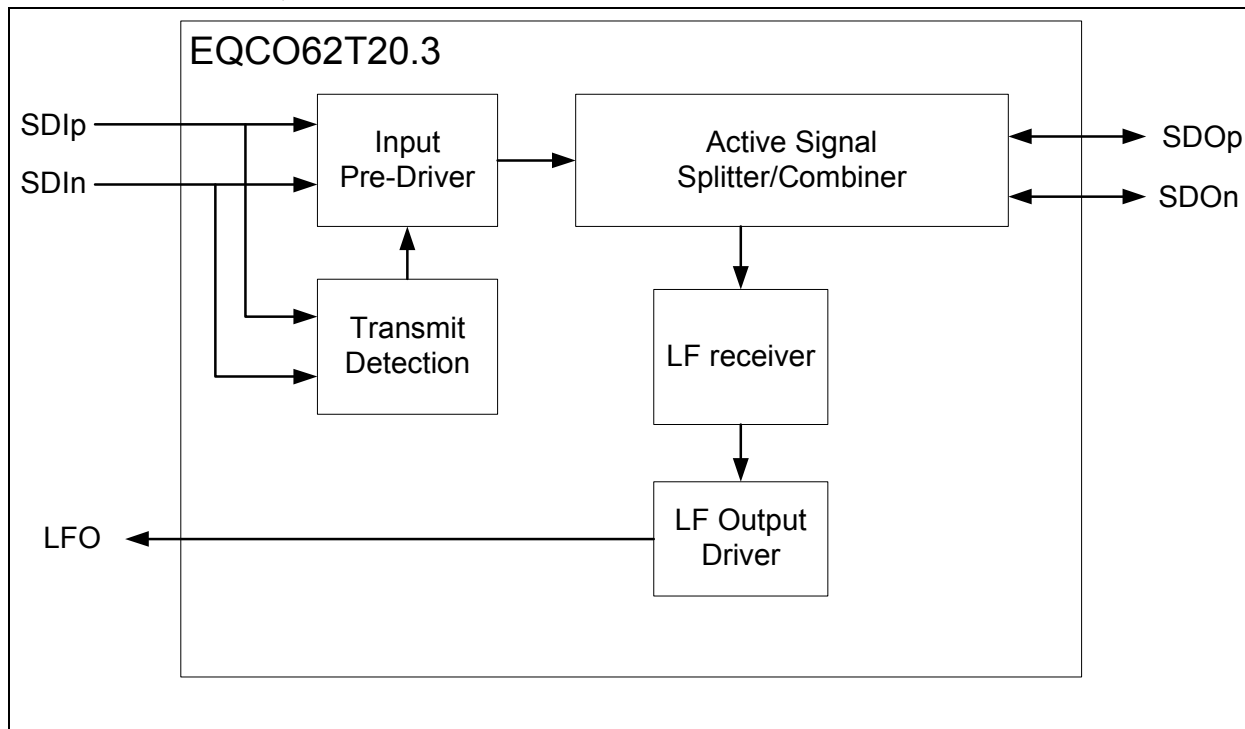 EQCO62T20.3
SDIp
SDIn
Input
Pre-Driver
Active Signal
Splitter/Combiner
SDOp
SDOn
Transmit
Detection
LF receiver
LFO
LF Output
Driver